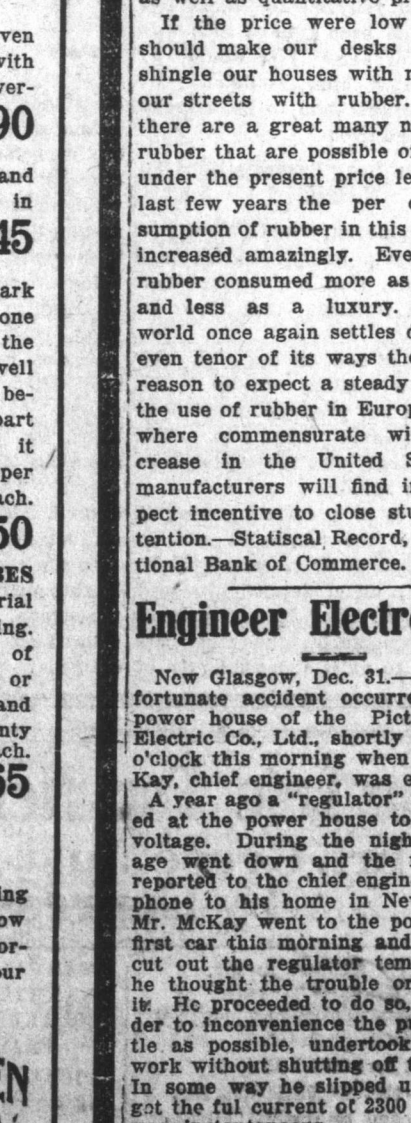 ven
with
ver-
90
and
in
45
ark
one
the
well
be-
part
it
per
ach.
50
BES
rial
ing.
of
or
and
nty
ach.
65
ing
ow
or-
our
EN
If the price were low
should make our desks
shingle our houses with
our streets with rubber.
there are a great many n
rubber that are possible o
under the present price le
last few years the per
sumption of rubber in this
increased amazingly. Eve
rubber consumed more as
and less as a luxury.
world once again settles
even tenor of its ways the
reason to expect a steady
the use of rubber in Europ
where commensurate wi
crease in the United S
manufacturers will find i
pect incentive to close stu
tention.—Statiscal Record,
tional Bank of Commerce.
Engineer Electro
New Glasgow, Dec. 31.—
fortunate accident occurre
power house of the Pict
Electric Co., Ltd., shortly
o'clock this morning when
Kay, chief engineer, was e
A year ago a "regulator"
ed at the power house to
voltage. During the nigh
age went down and the
reported to the chief engin
phone to his home in Ne
Mr. McKay went to the po
first car this morning and
cut out the regulator tem
he thought the trouble or
it. He proceeded to do so,
der to inconvenience the p
tle as possible, undertook
work without shutting off t
In some way he slipped u
got the ful current of 2300